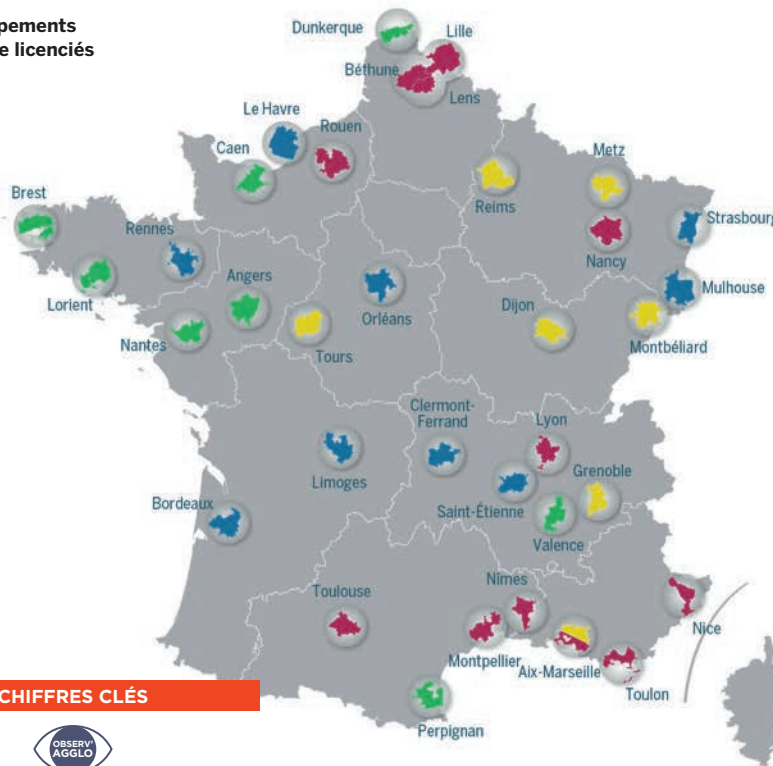 pements
e licenciés
Dunkerque
Lille
Béthune
Lens
Le Havre
Rouen
Caen
Metz
Reims
Brest
Strasbourg
Rennes
Nancy
Lorient
Angers
Mulhouse
Orléans
Dijon
Nantes
Tours
Montbéliard
Clermont-
Ferrand
Lyon
Grenoble
Limoges
Bordeaux
Saint-Étienne
Valence
Nîmes
Toulouse
Nice
Montpellier
Aix-Marseille
Toulon
CHIFFRES CLÉS
Perpignan
OBSERV'
AGGLO